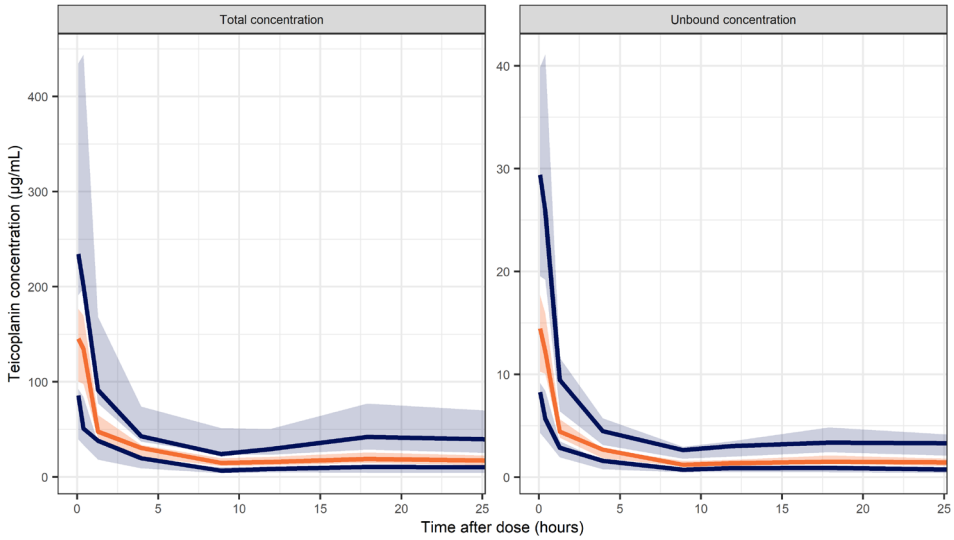 Total concentration
Unbound concentration
Teicoplanin concentration (µg/mL)
400
300
200
100
0
40
30
20
10
0
0 5 10 15 20 25
0 5 10 15 20 25
Time after dose (hours)